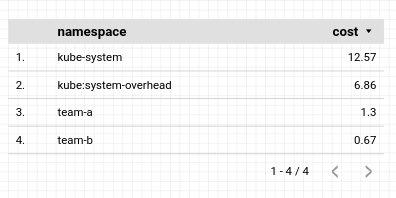 namespace cost
1. kube-system 12.57
2. kube:system-overhead 6.86
3. team-a 1.3
4. team-b 0.67
1 - 4 / 4